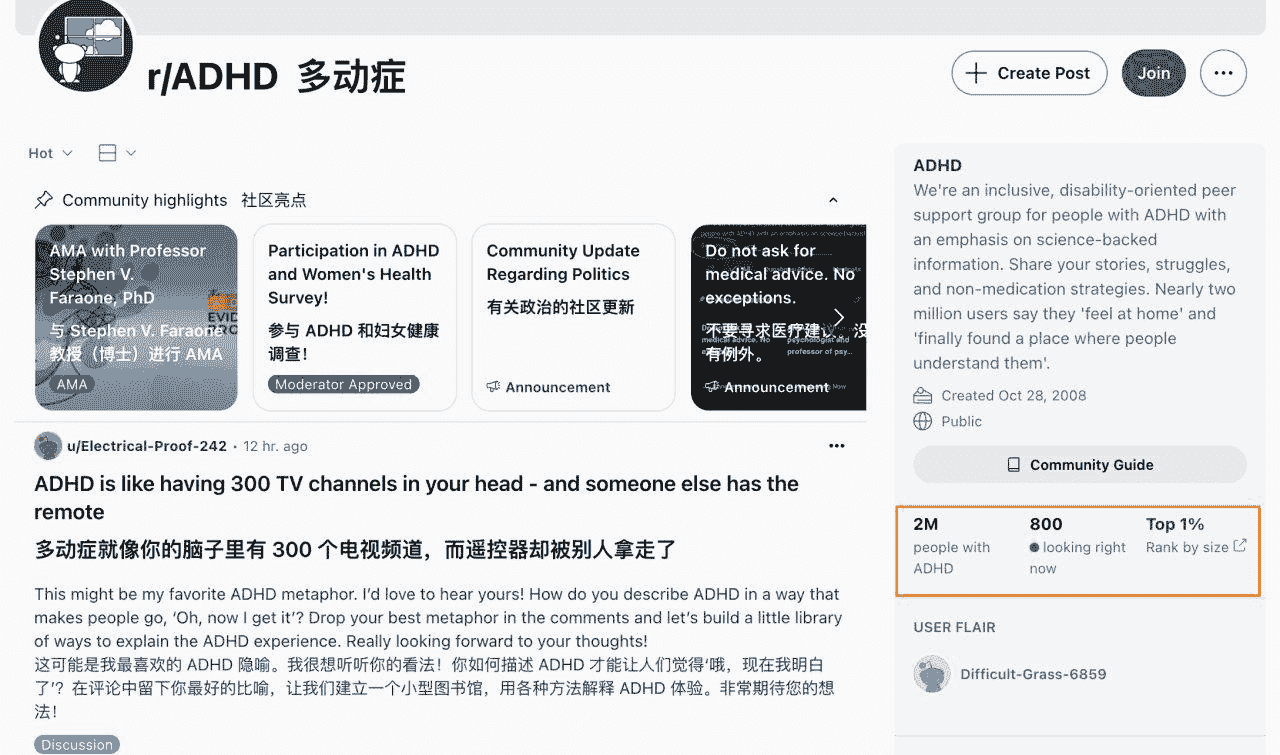 r/ADHD 多动症
Create Post
Join
Hot
Community highlights 社区亮点
AMA with Professor
Stephen V.
Faraone, PhD
与 Stephen V. Faraone
教授（博士）进行 AMA
AMA
Participation in ADHD
and Women's Health
Survey!
参与 ADHD 和妇女健康
调查！
Moderator Approved
Community Update
Regarding Politics
有关政治的社区更新
Announcement
Do not ask for
medical advice. No
exceptions.
不要寻求医疗建议。没
有例外。
Announcement
u/Electrical-Proof-242 · 12 hr. ago
ADHD is like having 300 TV channels in your head - and someone else has the
remote
多动症就像你的脑子里有 300 个电视频道，而遥控器却被别人拿走了
This might be my favorite ADHD metaphor. I’d love to hear yours! How do you describe ADHD in a way that
makes people go, ‘Oh, now I get it’? Drop your best metaphor in the comments and let’s build a little library
of ways to explain the ADHD experience. Really looking forward to your thoughts!
这可能是我最喜欢的 ADHD 隐喻。我很想听听你的看法！你如何描述 ADHD 才能让人们觉得‘哦，现在我明白
了’？在评论中留下你最好的比喻，让我们建立一个小型图书馆，用各种方法解释 ADHD 体验。非常期待您的想
法！
Discussion
ADHD
We're an inclusive, disability-oriented peer
support group for people with ADHD with
an emphasis on science-backed
information. Share your stories, struggles,
and non-medication strategies. Nearly two
million users say they 'feel at home' and
'finally found a place where people
understand them'.
Created Oct 28, 2008
Public
Community Guide
2M 800 Top 1%
people with looking right Rank by size
ADHD now
USER FLAIR
Difficult-Grass-6859